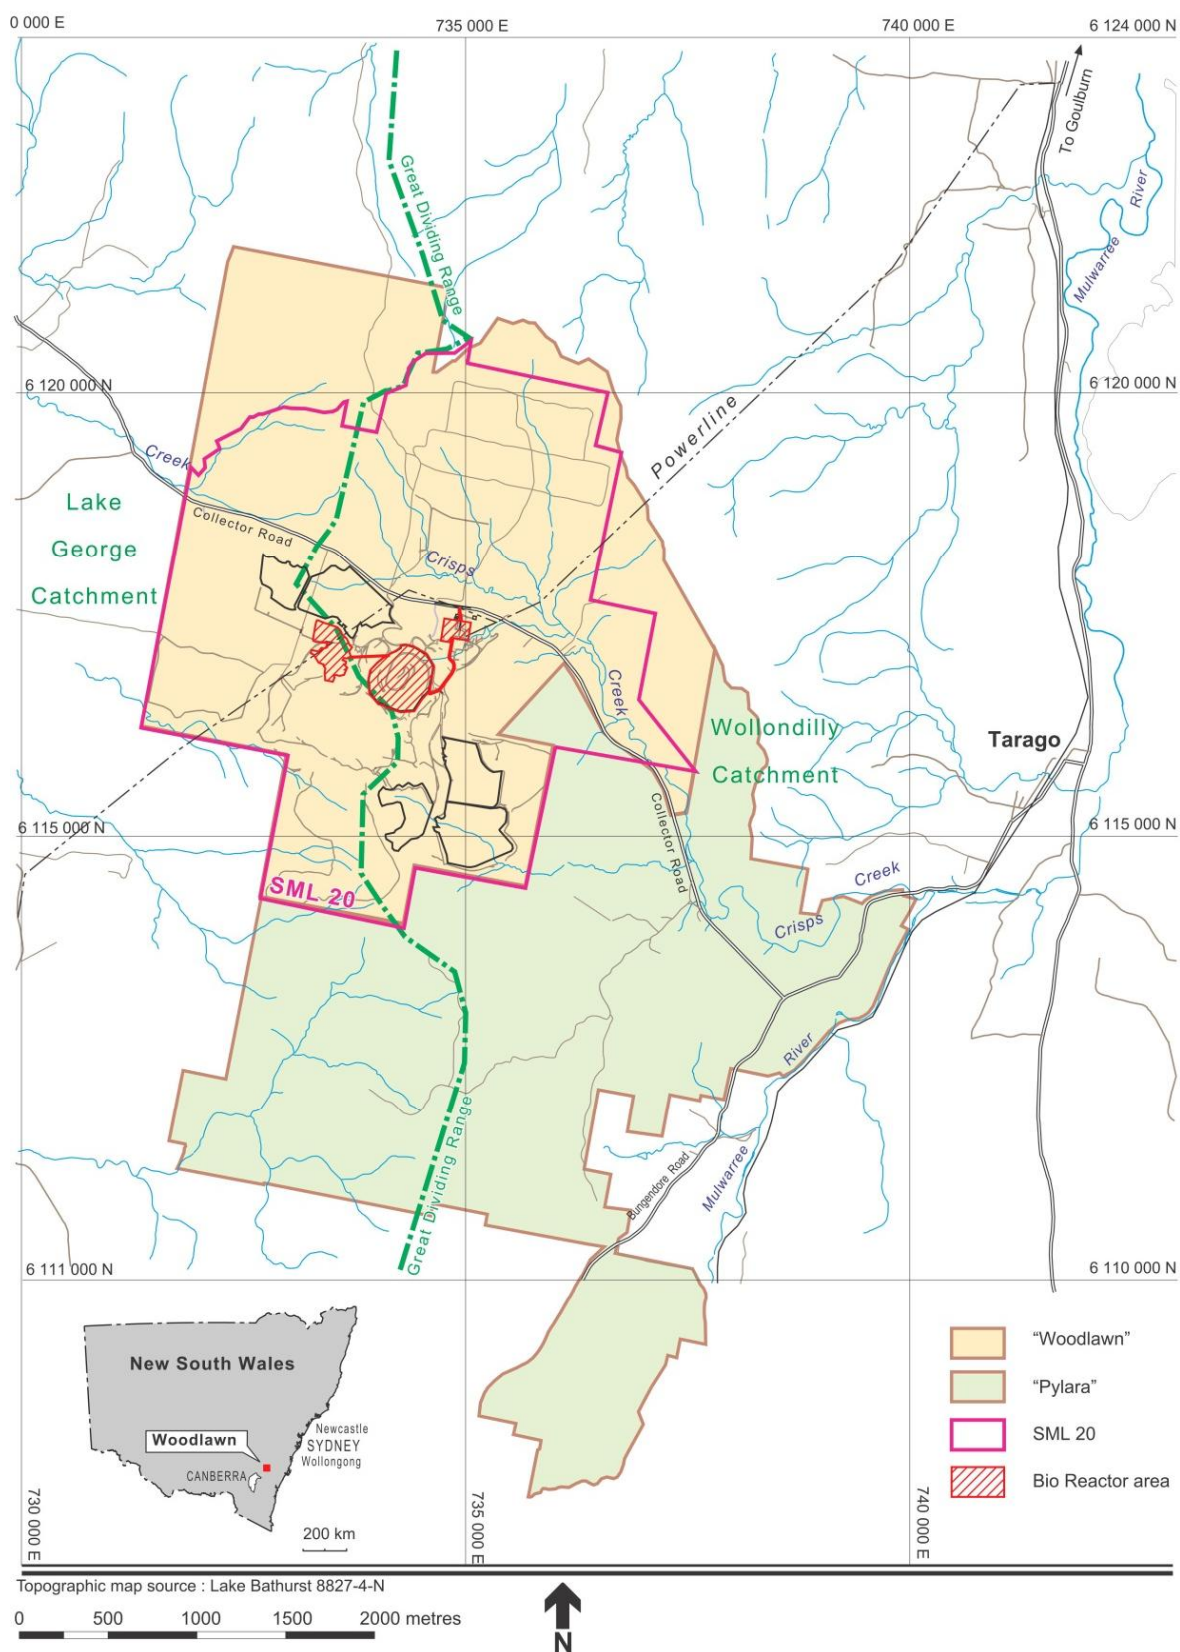 0 000 E
735 000 E
740 000 E
6 124 000 N
To Goulburn
River
Mulwarree
Great Dividing Range
6 120 000 N
6 120 000 N
Powerline
Creek
Lake
George
Catchment
Collector Road
Crisps
Creek
Wollondilly
Catchment
Tarago
Collector Road
6 115 000 N
6 115 000 N
SML 20
Creek
Crisps
River
Great Dividing Range
Bungendore Road
Mulwarree
6 111 000 N
6 110 000 N
New South Wales
Woodlawn
Newcastle
SYDNEY
Wollongong
CANBERRA
200 km
"Woodlawn"
"Pylara"
SML 20
Bio Reactor area
730 000 E
735 000 E
740 000 E
Topographic map source : Lake Bathurst 8827-4-N
0 500 1000 1500 2000 metres
N